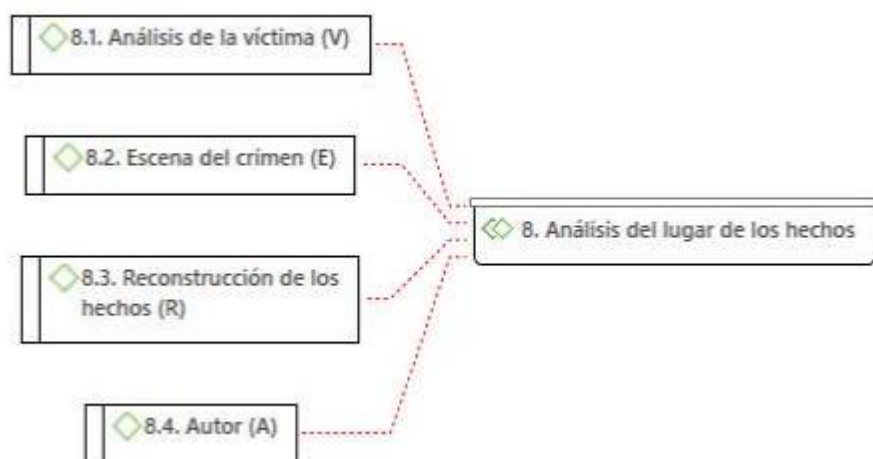 8.1. Análisis de la víctima (V)
8.2. Escena del crimen (E)
8. Análisis del lugar de los hechos
8.3. Reconstrucción de los
hechos (R)
8.4. Autor (A)